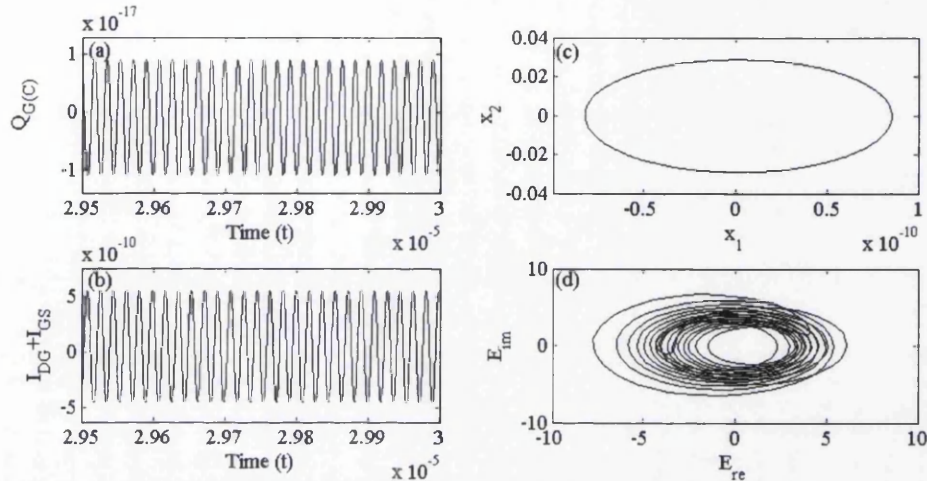 x 10^-17
(a)
1
0
-1
Q_G(C)
2.95 2.96 2.97 2.98 2.99 3
Time (t)
x 10^-5
(c)
0.04
0.02
0
-0.02
-0.04
x_2
-0.5 0 0.5 1
x_1
x 10^-10
x 10^-10
(b)
5
0
-5
I_DG+I_GS
2.95 2.96 2.97 2.98 2.99 3
Time (t)
x 10^-5
(d)
10
0
-10
E_im
-10 -5 0 5 10
E_re